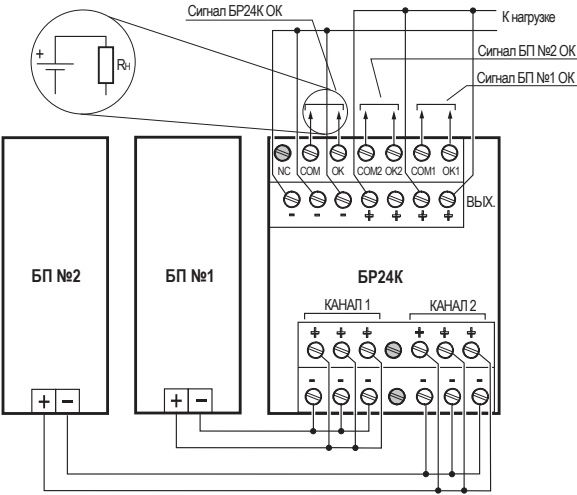 Сигнал БР24К ОК
К нагрузке
Сигнал БП №2 ОК
Сигнал БП №1 ОК
+
Rн
NC COM OK COM2 OK2 COM1 OK1
- - - + + + + ВЫХ.
БП №2
БП №1
БР24К
КАНАЛ 1 КАНАЛ 2
+ + + + + +
- - - - - -
+ - + -